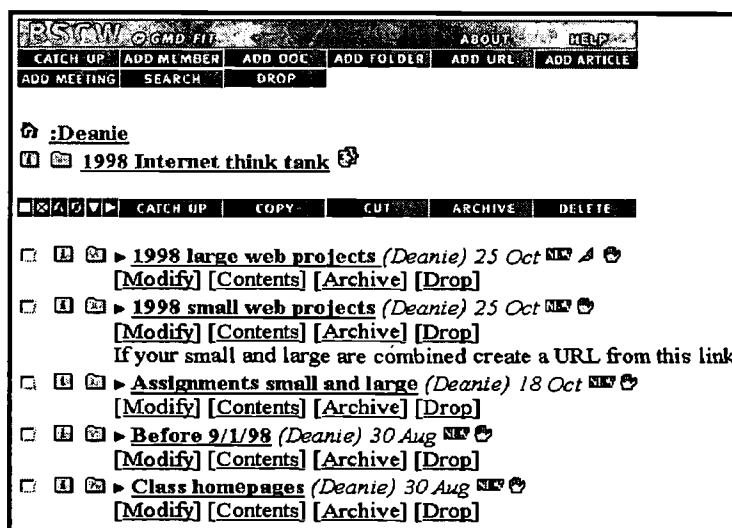 BSCW @ GMD FIT ABOUT HELP
CATCH UP ADD MEMBER ADD DOC ADD FOLDER ADD URL ADD ARTICLE
ADD MEETING SEARCH DROP
:Deanie
1998 Internet think tank
CATCH UP COPY CUT ARCHIVE DELETE
1998 large web projects (Deanie) 25 Oct NEW
[Modify] [Contents] [Archive] [Drop]
1998 small web projects (Deanie) 25 Oct NEW
[Modify] [Contents] [Archive] [Drop]
If your small and large are combined create a URL from this link
Assignments small and large (Deanie) 18 Oct NEW
[Modify] [Contents] [Archive] [Drop]
Before 9/1/98 (Deanie) 30 Aug NEW
[Modify] [Contents] [Archive] [Drop]
Class homepages (Deanie) 30 Aug NEW
[Modify] [Contents] [Archive] [Drop]